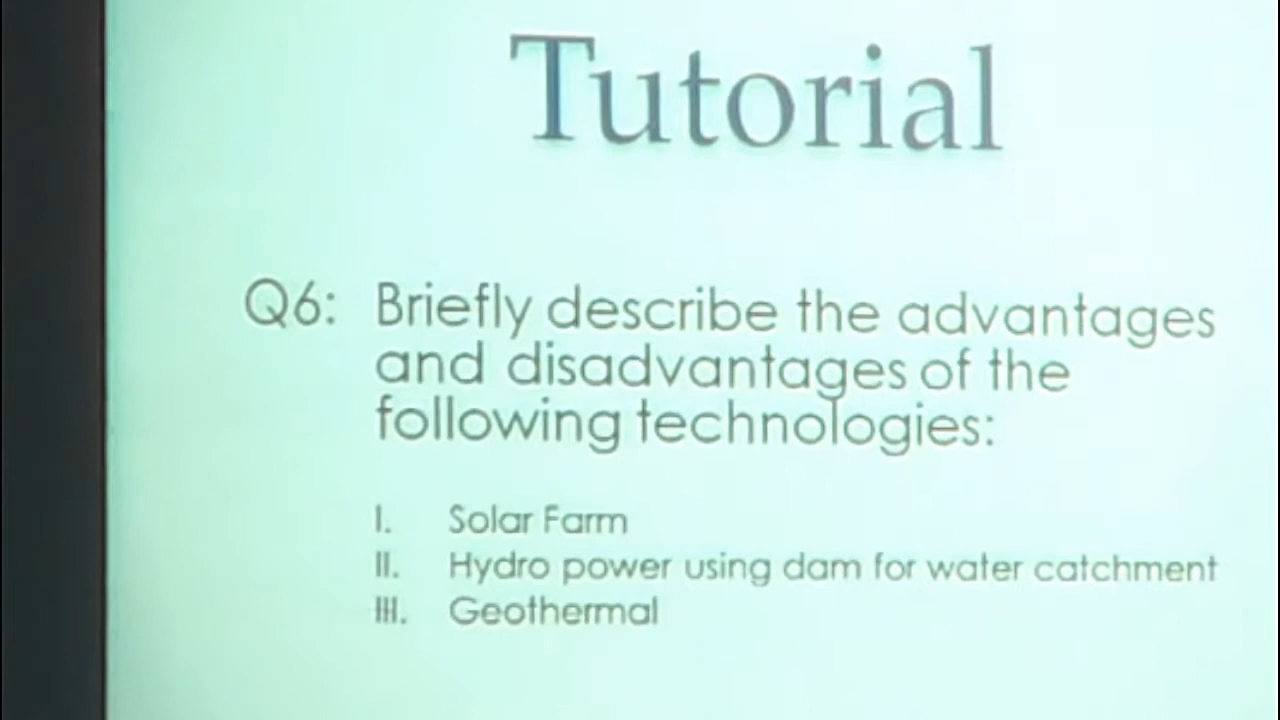 Tutorial
Q6: Briefly describe the advantages
and disadvantages of the
following technologies:
I. Solar Farm
II. Hydro power using dam for water catchment
III. Geothermal